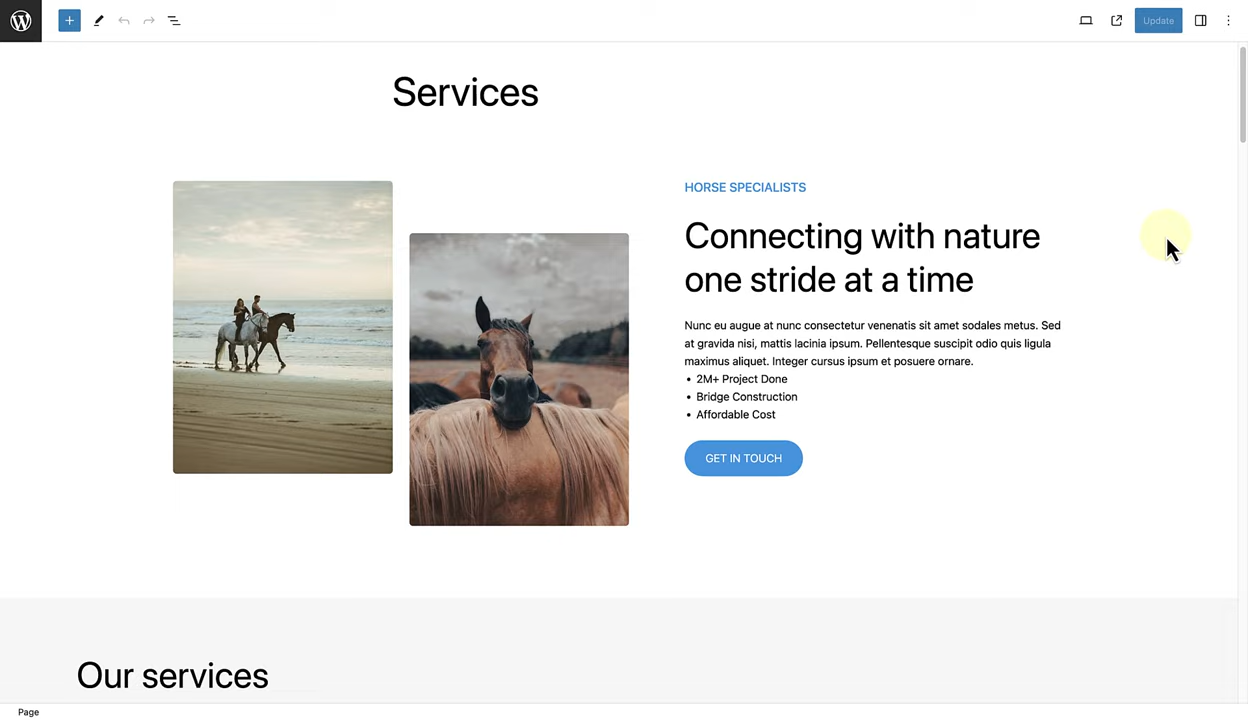 Update
Services
HORSE SPECIALISTS
Connecting with nature
one stride at a time
Nunc eu augue at nunc consectetur venenatis sit amet sodales metus. Sed
at gravida nisi, mattis lacinia ipsum. Pellentesque suscipit odio quis ligula
maximus aliquet. Integer cursus ipsum et posuere ornare.
• 2M+ Project Done
• Bridge Construction
• Affordable Cost
GET IN TOUCH
Our services
Page